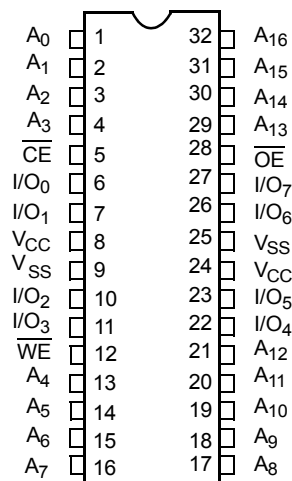 A0 1 32 A16
A1 2 31 A15
A2 3 30 A14
A3 4 29 A13
C̅E̅ 5 28 O̅E̅
I/O0 6 27 I/O7
I/O1 7 26 I/O6
VCC 8 25 VSS
VSS 9 24 VCC
I/O2 10 23 I/O5
I/O3 11 22 I/O4
W̅E̅ 12 21 A12
A4 13 20 A11
A5 14 19 A10
A6 15 18 A9
A7 16 17 A8